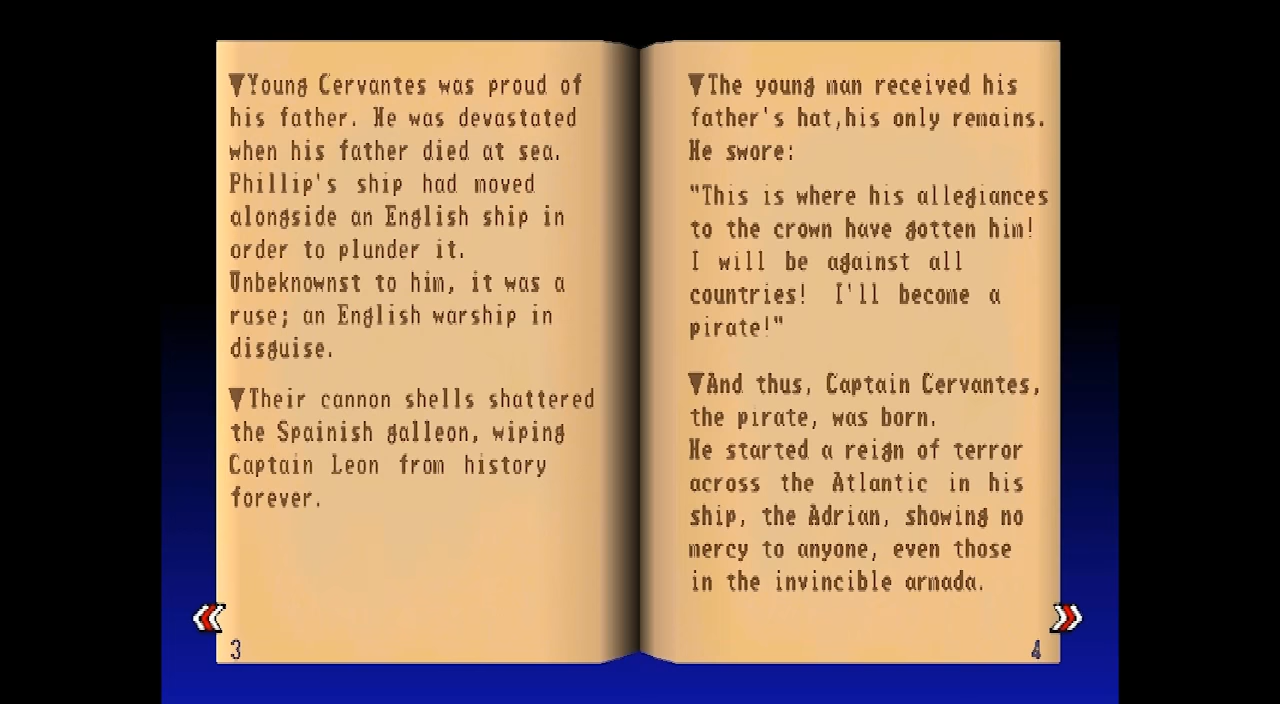 ▼Young Cervantes was proud of
his father. He was devastated
when his father died at sea.
Phillip's ship had moved
alongside an English ship in
order to plunder it.
Unbeknownst to him, it was a
ruse; an English warship in
disguise.
▼Their cannon shells shattered
the Spainish galleon, wiping
Captain Leon from history
forever.
3
▼The young man received his
father's hat,his only remains.
He swore:
"This is where his allegiances
to the crown have gotten him!
I will be against all
countries! I'll become a
pirate!"
▼And thus, Captain Cervantes,
the pirate, was born.
He started a reign of terror
across the Atlantic in his
ship, the Adrian, showing no
mercy to anyone, even those
in the invincible armada.
4